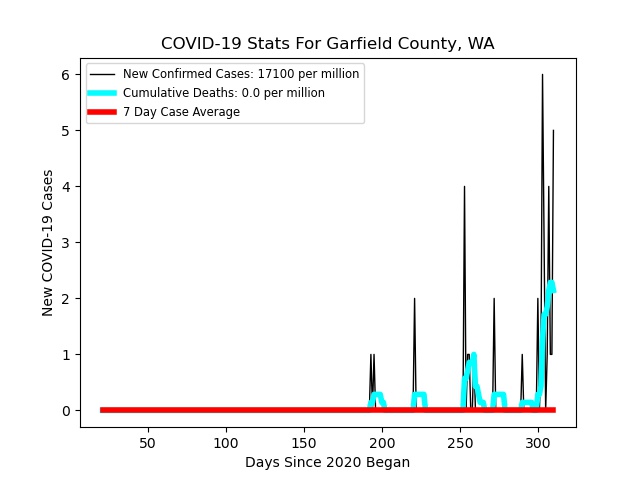 COVID-19 Stats For Garfield County, WA
New Confirmed Cases: 17100 per million
Cumulative Deaths: 0.0 per million
7 Day Case Average
New COVID-19 Cases
6
5
4
3
2
1
0
50 100 150 200 250 300
Days Since 2020 Began